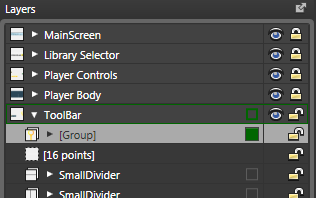 Layers
MainScreen
Library Selector
Player Controls
Player Body
ToolBar
[Group]
[16 points]
SmallDivider
SmallDivider